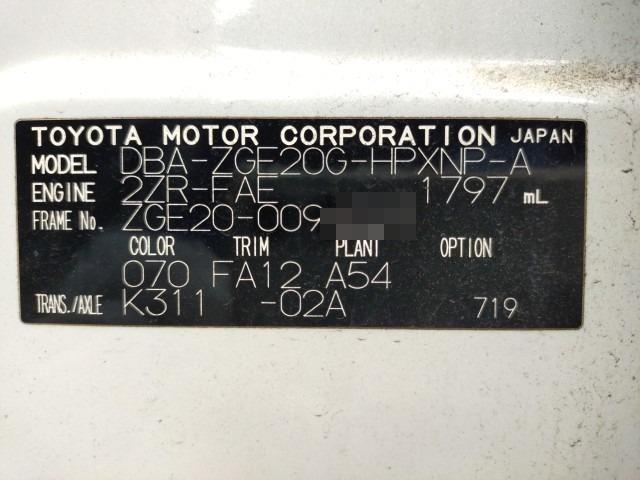 TOYOTA MOTOR CORPORATION JAPAN
MODEL DBA-ZGE20G-HPXNP-A
ENGINE 2ZR-FAE 1797 mL
FRAME No. ZGE20-009
COLOR TRIM PLANT OPTION
070 FA12 A54
TRANS./AXLE K311 -02A 719